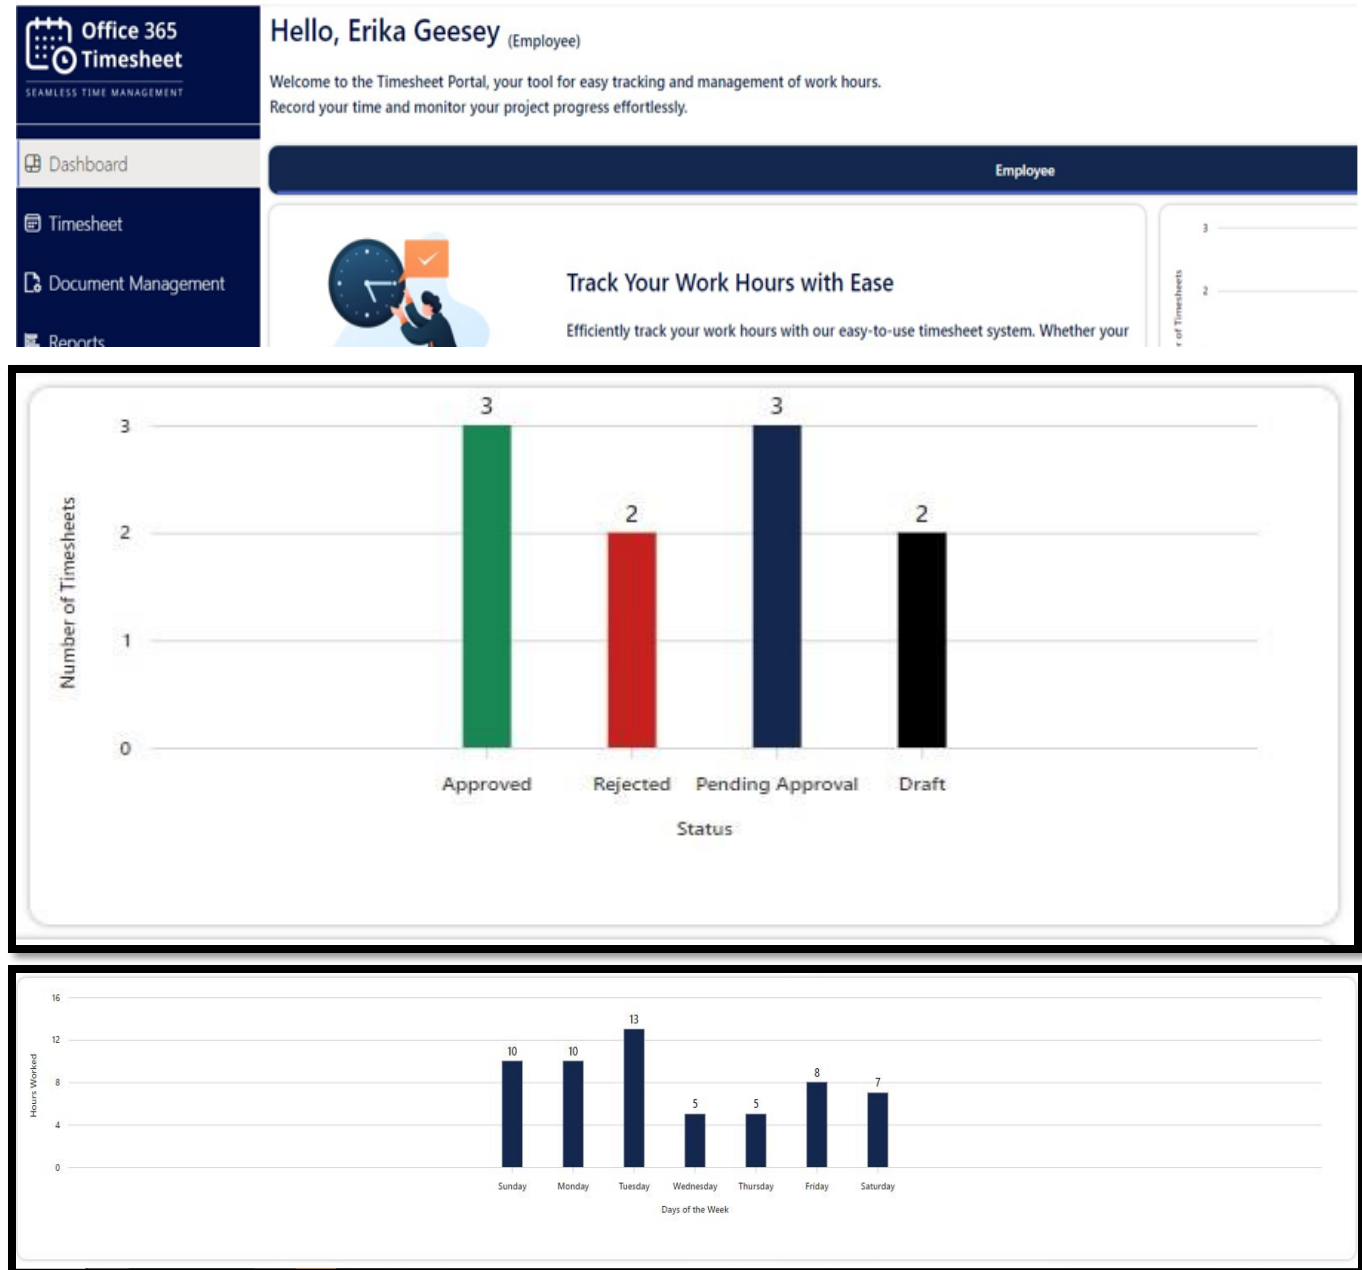 Office 365
Timesheet
SEAMLESS TIME MANAGEMENT
Hello, Erika Geesey (Employee)
Welcome to the Timesheet Portal, your tool for easy tracking and management of work hours.
Record your time and monitor your project progress effortlessly.
Dashboard
Timesheet
Document Management
Reports
Employee
Track Your Work Hours with Ease
Efficiently track your work hours with our easy-to-use timesheet system. Whether your
3
2
r of Timesheets
3
2
1
0
Number of Timesheets
3
2
3
2
Approved
Rejected
Pending Approval
Draft
Status
16
12
8
4
0
Hours Worked
10
10
13
5
5
8
7
Sunday
Monday
Tuesday
Wednesday
Thursday
Friday
Saturday
Days of the Week